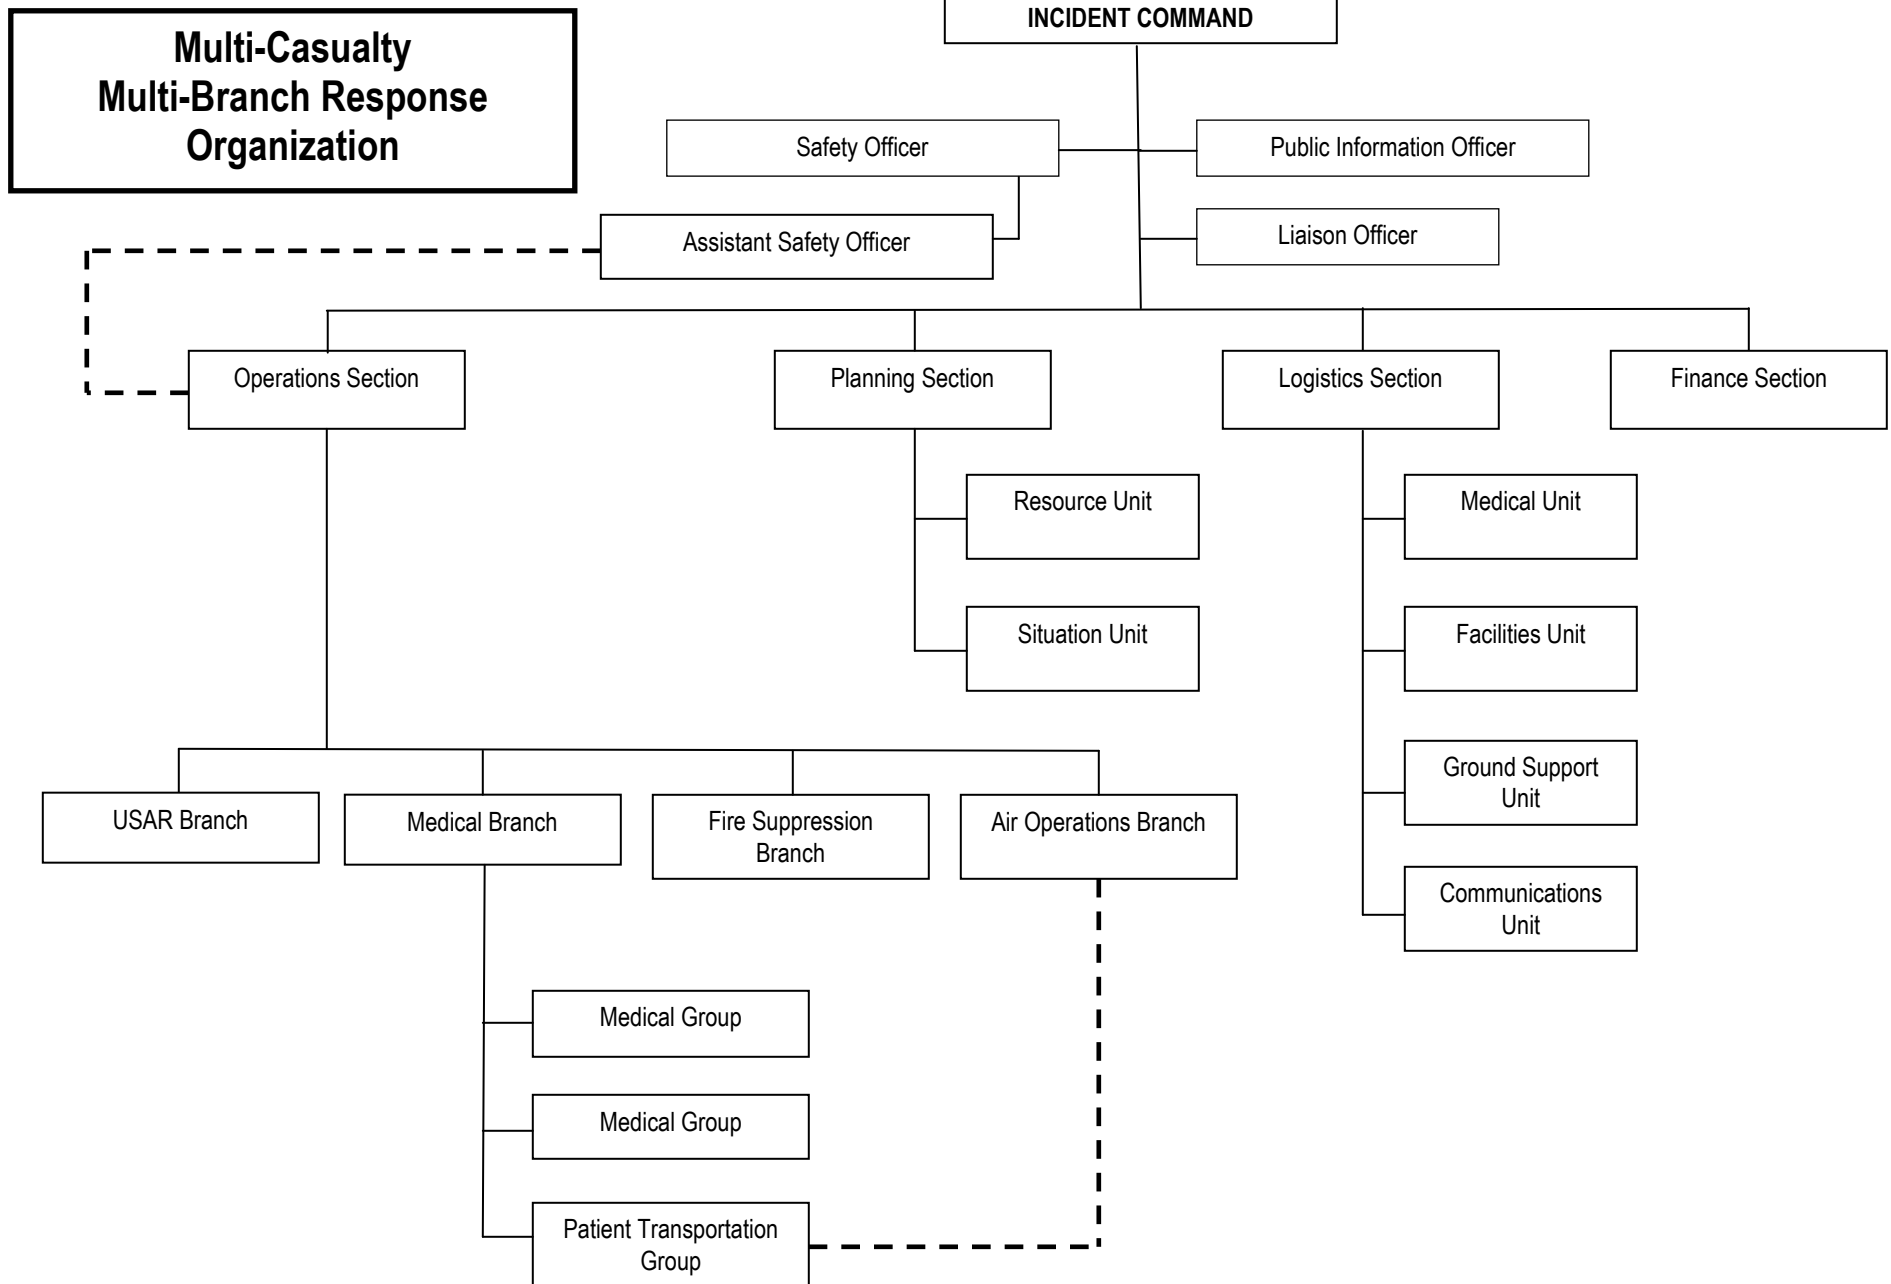 Multi-Casualty
Multi-Branch Response
Organization
INCIDENT COMMAND
Safety Officer
Public Information Officer
Assistant Safety Officer
Liaison Officer
Operations Section
Planning Section
Logistics Section
Finance Section
Resource Unit
Medical Unit
Situation Unit
Facilities Unit
Ground Support
Unit
USAR Branch
Medical Branch
Fire Suppression
Branch
Air Operations Branch
Communications
Unit
Medical Group
Medical Group
Patient Transportation
Group